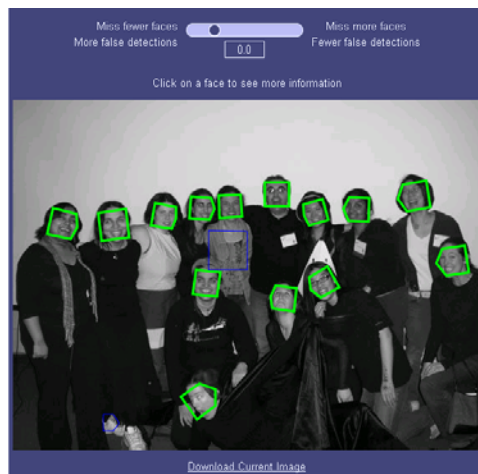 Miss fewer faces
More false detections
Miss more faces
Fewer false detections
0.0
Click on a face to see more information
Download Current Image